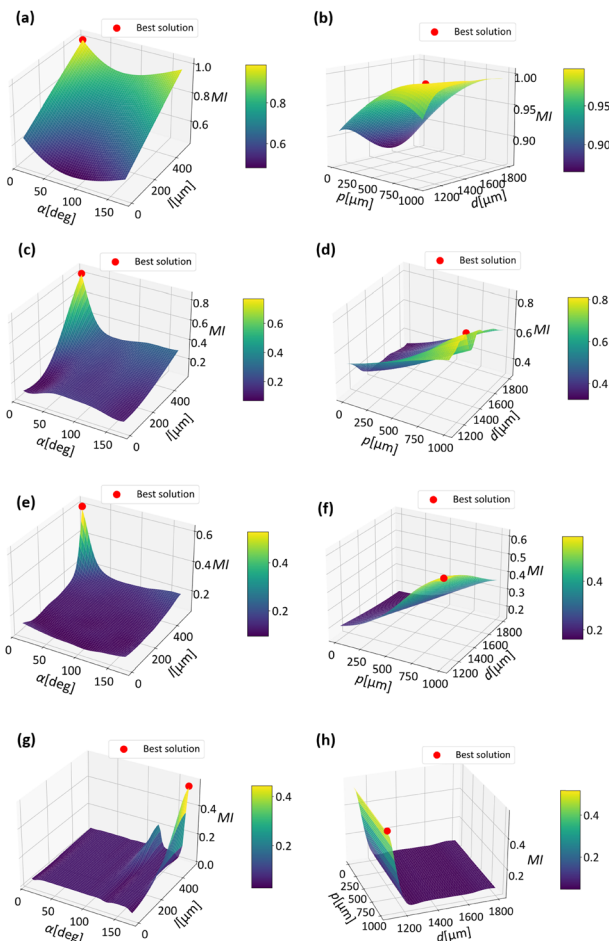 (a)
Best solution
1.0
0.8
0.6
MI
0
50
100
150
α[deg]
0
200
400
l[µm]
0.8
0.6
(b)
Best solution
1.00
0.95
0.90
MI
0
250
500
750
1000
p[µm]
1200
1400
1600
1800
d[µm]
0.95
0.90
(c)
Best solution
0.8
0.6
0.4
0.2
MI
0
50
100
150
α[deg]
0
200
400
l[µm]
0.6
0.4
0.2
(d)
Best solution
0.8
0.6
0.4
MI
0
250
500
750
1000
p[µm]
1200
1400
1600
1800
d[µm]
0.8
0.6
0.4
(e)
Best solution
0.6
0.4
0.2
MI
0
50
100
150
α[deg]
0
200
400
l[µm]
0.4
0.2
(f)
Best solution
0.6
0.5
0.4
0.3
0.2
MI
0
250
500
750
1000
p[µm]
1200
1400
1600
1800
d[µm]
0.4
0.2
(g)
Best solution
0.4
0.2
0.0
MI
0
50
100
150
α[deg]
0
200
400
l[µm]
0.4
0.2
(h)
Best solution
0.4
0.2
MI
0
250
500
750
1000
p[µm]
1200
1400
1600
1800
d[µm]
0.4
0.2